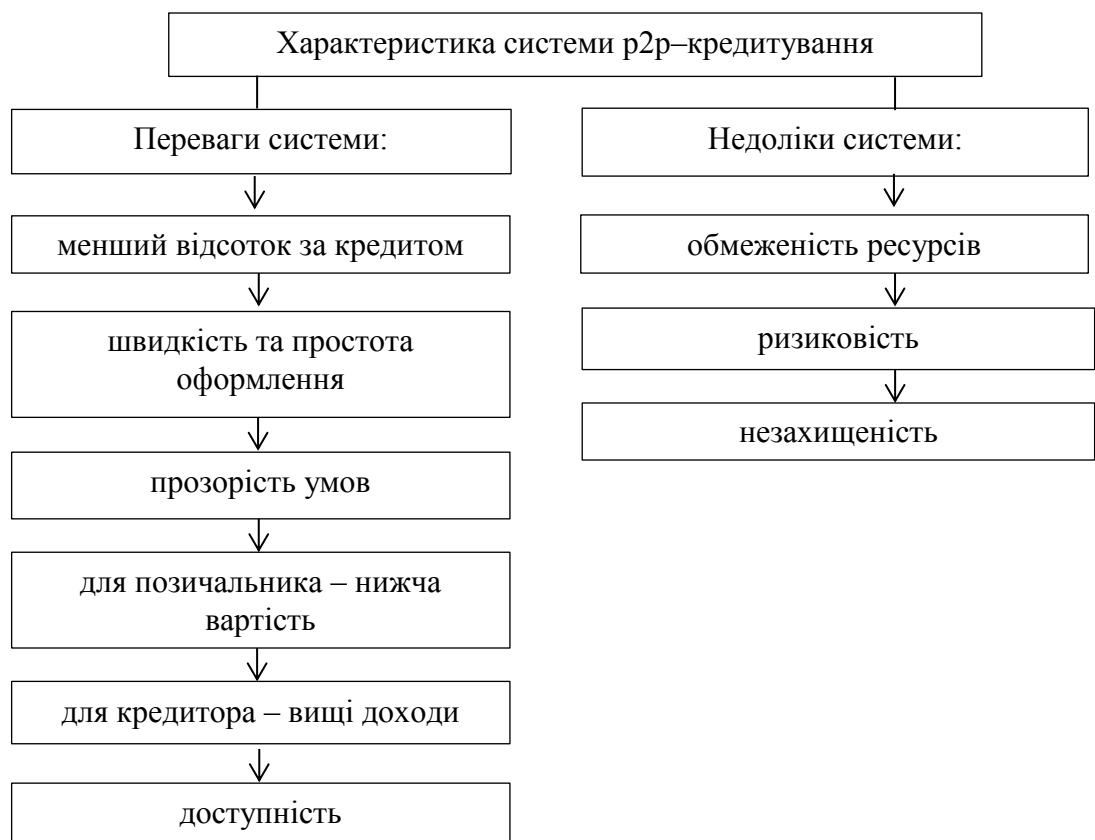 Характеристика системи р2р–кредитування
Переваги системи:
менший відсоток за кредитом
швидкість та простота
оформлення
прозорість умов
для позичальника – нижча
вартість
для кредитора – вищі доходи
доступність
Недоліки системи:
обмеженість ресурсів
ризиковість
незахищеність